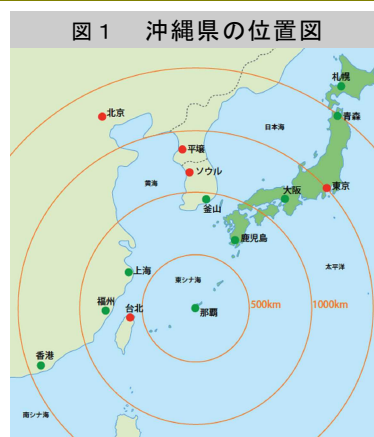 図1 沖縄県の位置図
札幌
北京
青森
日本海
平壌
ソウル
黄海
大阪
東京
釜山
鹿児島
上海
太平洋
東シナ海
福州
台北
500km
1000km
那覇
香港
南シナ海